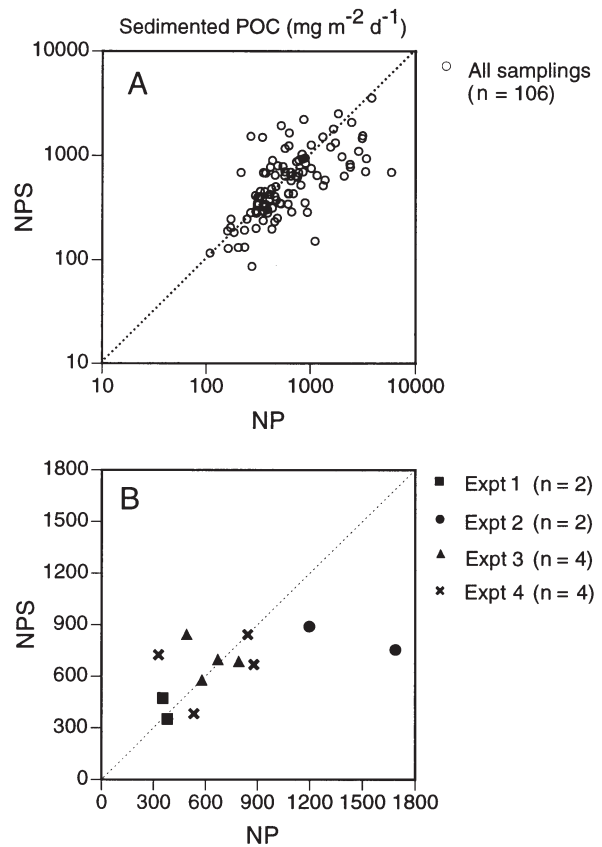 Sedimented POC (mg m⁻² d⁻¹)
10000
A
All samplings
(n = 106)
1000
NPS
100
10
10 100 1000 10000
NP
1800
B
Expt 1 (n = 2)
1500
Expt 2 (n = 2)
1200
Expt 3 (n = 4)
Expt 4 (n = 4)
900
NPS
600
300
0
0 300 600 900 1200 1500 1800
NP